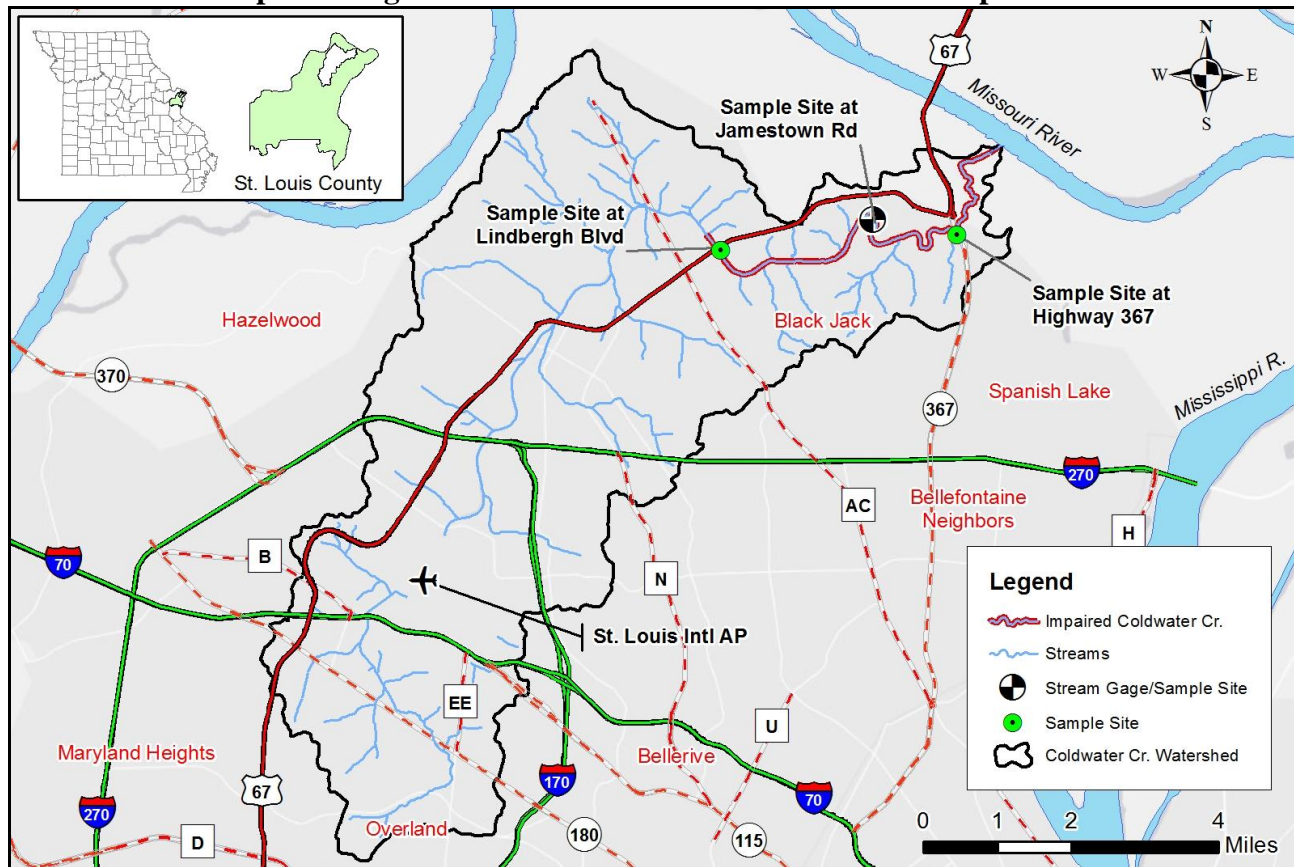 St. Louis County
67
N
W
E
S
Missouri River
Sample Site at
Jamestown Rd
Sample Site at
Lindbergh Blvd
Sample Site at
Highway 367
Hazelwood
Black Jack
370
367
Spanish Lake
Mississippi R.
270
AC
Bellefontaine
Neighbors
H
70
B
N
St. Louis Intl AP
EE
U
Maryland Heights
Bellerive
67
170
70
270
Overland
D
180
115
Legend
Impaired Coldwater Cr.
Streams
Stream Gage/Sample Site
Sample Site
Coldwater Cr. Watershed
0 1 2 4
Miles